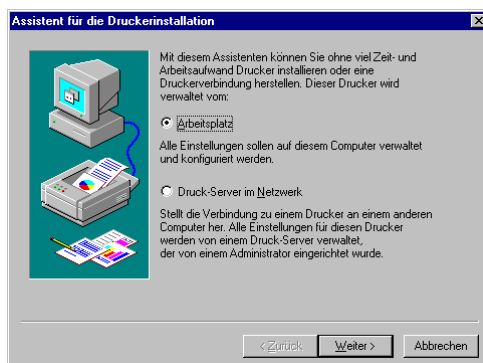 Assistent für die Druckerinstallation
Mit diesem Assistenten können Sie ohne viel Zeit- und
Arbeitsaufwand Drucker installieren oder eine
Druckerverbindung herstellen. Dieser Drucker wird
verwaltet vom:
Arbeitsplatz
Alle Einstellungen sollen auf diesem Computer verwaltet
und konfiguriert werden.
Druck-Server im Netzwerk
Stellt die Verbindung zu einem Drucker an einem anderen
Computer her. Alle Einstellungen für diesen Drucker
werden von einem Druck-Server verwaltet,
der von einem Administrator eingerichtet wurde.
< Zurück
Weiter >
Abbrechen